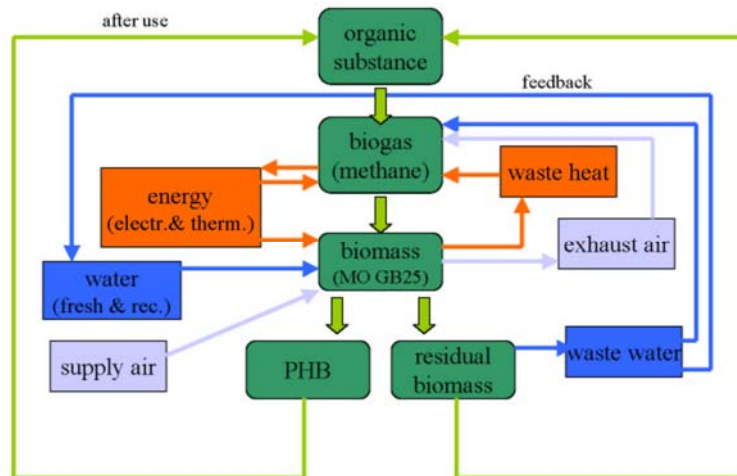 after use
organic
substance
feedback
biogas
(methane)
waste heat
energy
(electr.& therm.)
exhaust air
biomass
(MO GB25)
water
(fresh & rec.)
supply air
PHB
residual
biomass
waste water